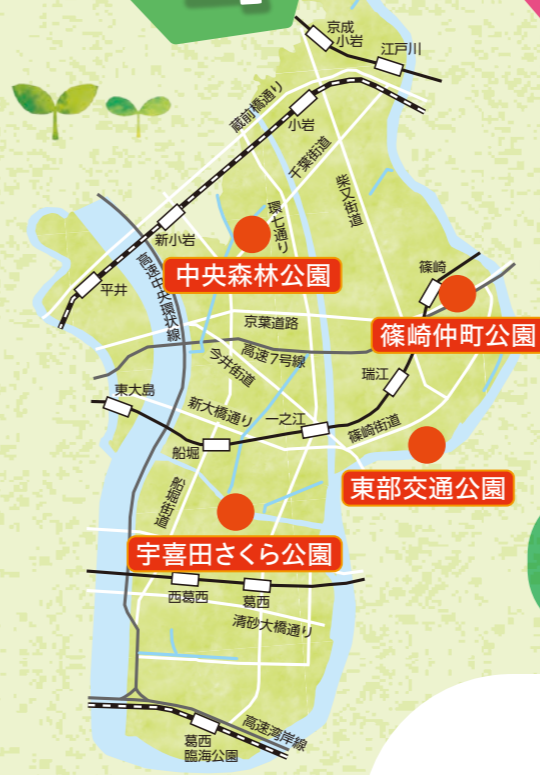 京成
小岩
江戸川
蔵前橋通り
小岩
千葉街道
柴又街道
環七通り
新小岩
高速中央環状線
平井
中央森林公園
篠崎
京葉道路
篠崎仲町公園
高速7号線
今井街道
瑞江
東大島
新大橋通り
一之江
篠崎街道
船堀
東部交通公園
船堀街道
宇喜田さくら公園
西葛西
葛西
清砂大橋通り
高速湾岸線
葛西
臨海公園